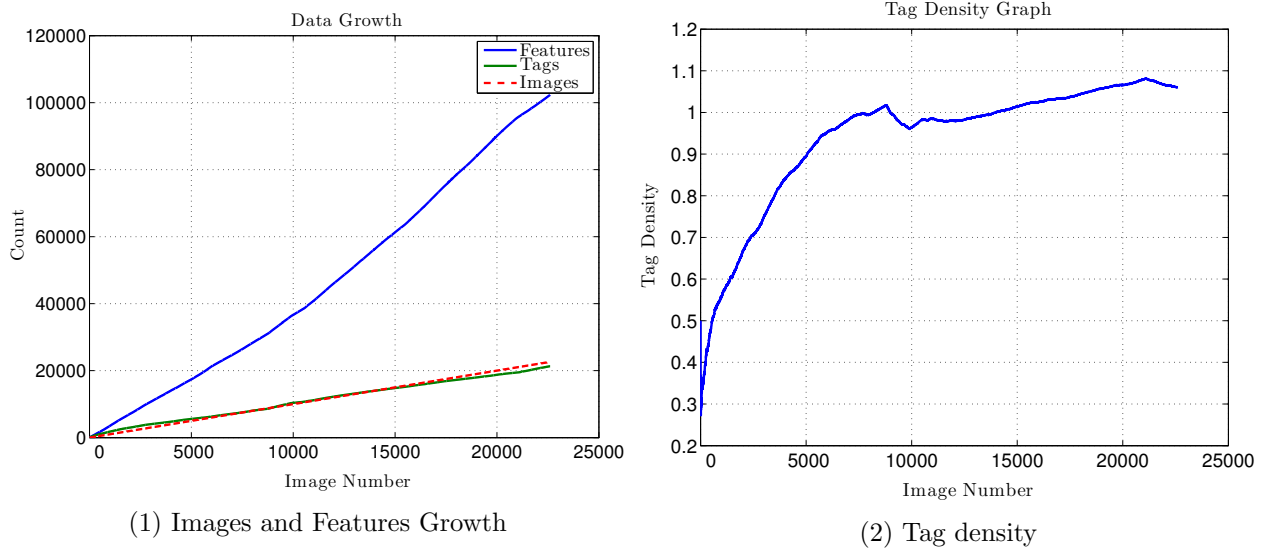 Data Growth
120000
100000
80000
60000
40000
20000
0
Count
Features
Tags
Images
0 5000 10000 15000 20000 25000
Image Number
(1) Images and Features Growth
Tag Density Graph
1.2
1.1
1
0.9
0.8
0.7
0.6
0.5
0.4
0.3
0.2
Tag Density
0 5000 10000 15000 20000 25000
Image Number
(2) Tag density